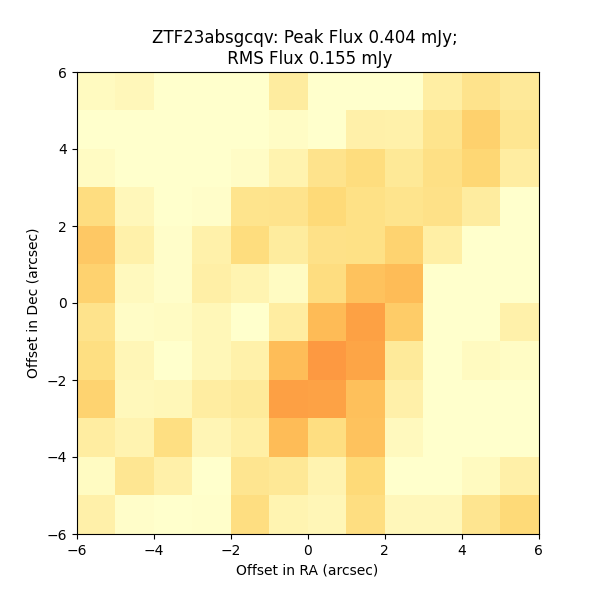 ZTF23absgcqv: Peak Flux 0.404 mJy;
RMS Flux 0.155 mJy
6
4
2
0
−2
−4
−6
Offset in Dec (arcsec)
−6 −4 −2 0 2 4 6
Offset in RA (arcsec)